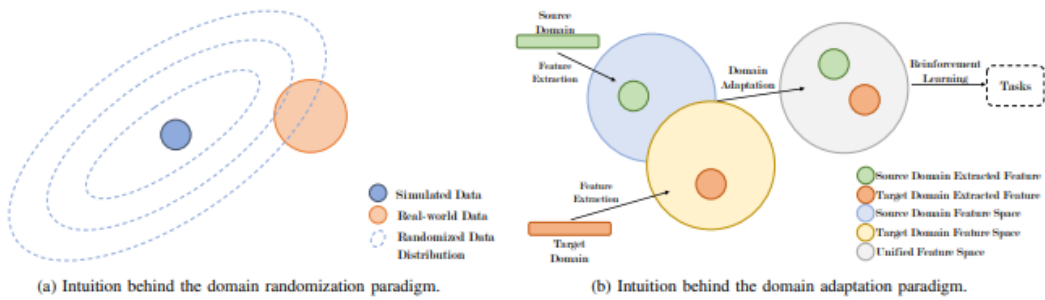 Simulated Data
Real-world Data
Randomized Data
Distribution
(a) Intuition behind the domain randomization paradigm.
Source
Domain
Feature
Extraction
Domain
Adaptation
Reinforcement
Learning
Tasks
Feature
Extraction
Target
Domain
Source Domain Extracted Feature
Target Domain Extracted Feature
Source Domain Feature Space
Target Domain Feature Space
Unified Feature Space
(b) Intuition behind the domain adaptation paradigm.